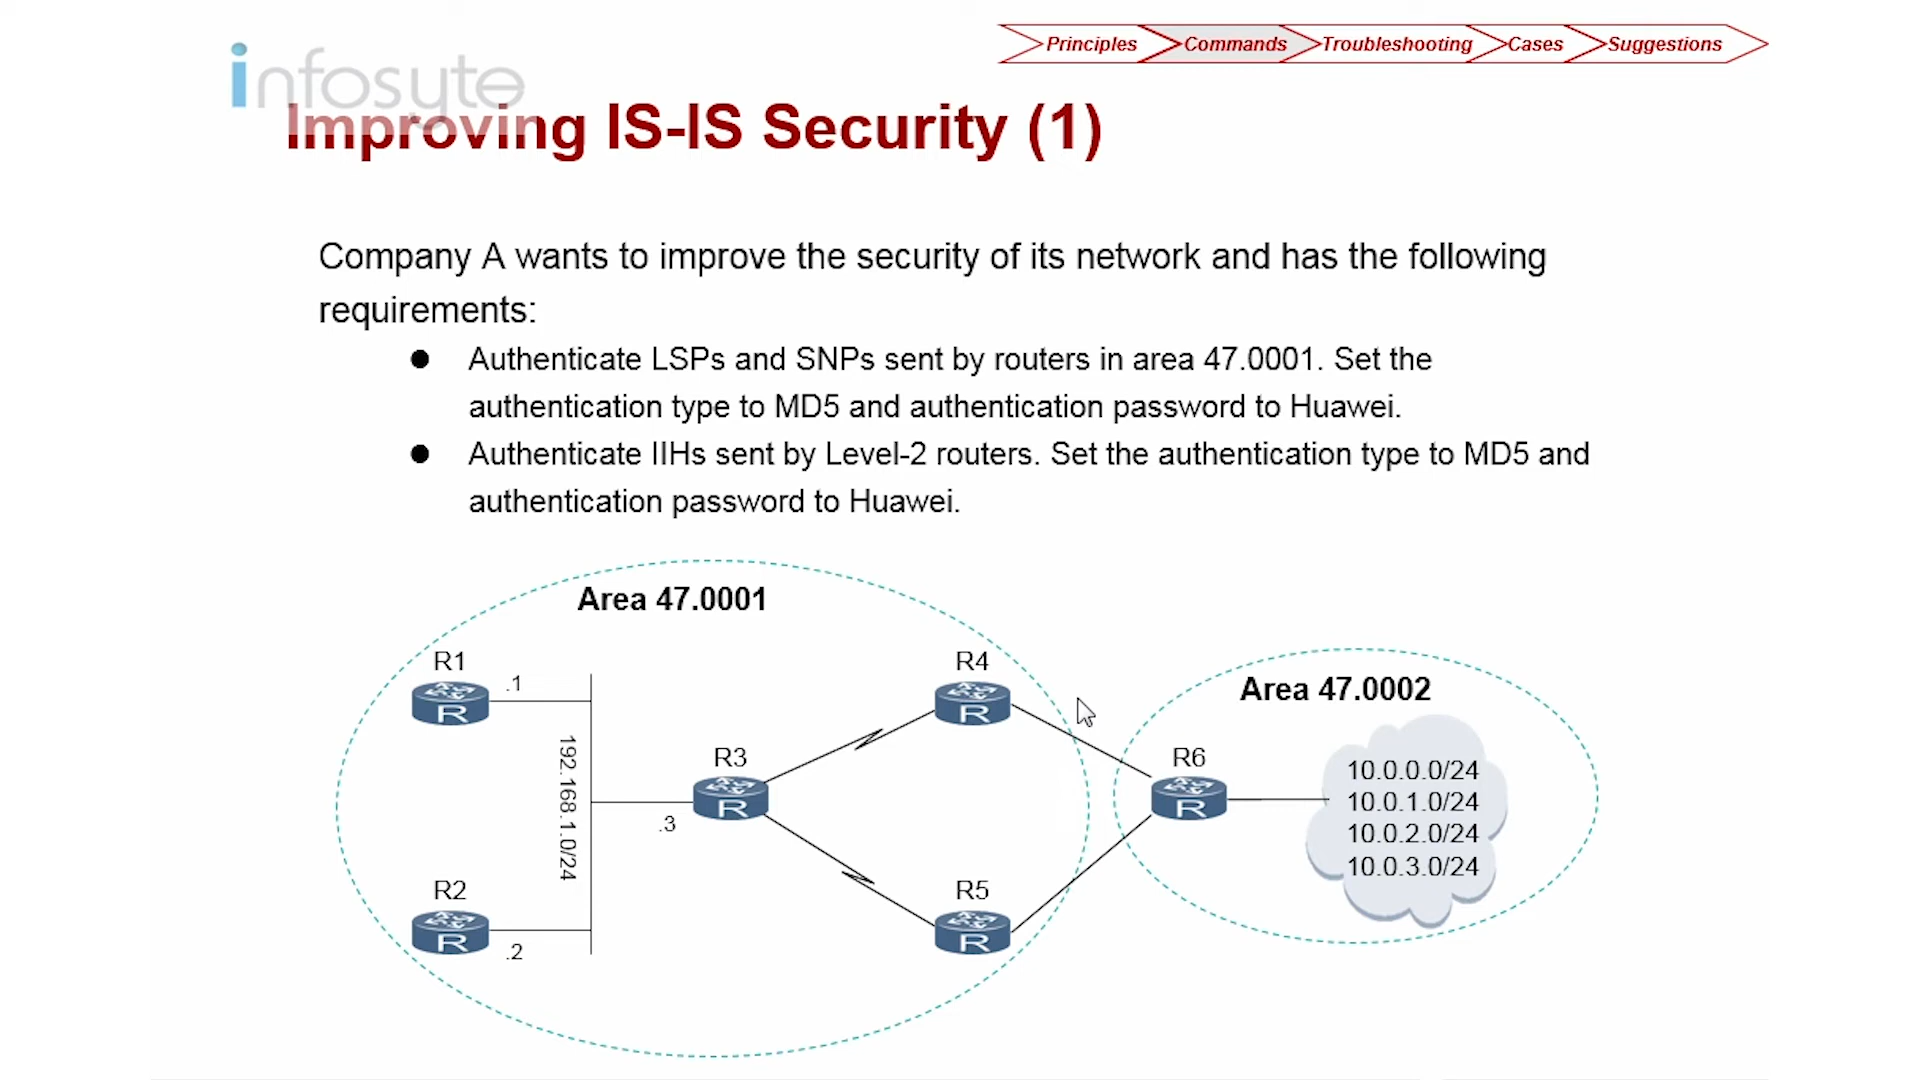 Principles Commands Troubleshooting Cases Suggestions
infosyte
Improving IS-IS Security (1)
Company A wants to improve the security of its network and has the following
requirements:
● Authenticate LSPs and SNPs sent by routers in area 47.0001. Set the
authentication type to MD5 and authentication password to Huawei.
● Authenticate IIHs sent by Level-2 routers. Set the authentication type to MD5 and
authentication password to Huawei.
Area 47.0001
R1
.1
R
R4
R
Area 47.0002
192.168.1.0/24
R3
R
.3
R6
R
10.0.0.0/24
10.0.1.0/24
10.0.2.0/24
10.0.3.0/24
R2
R
.2
R5
R